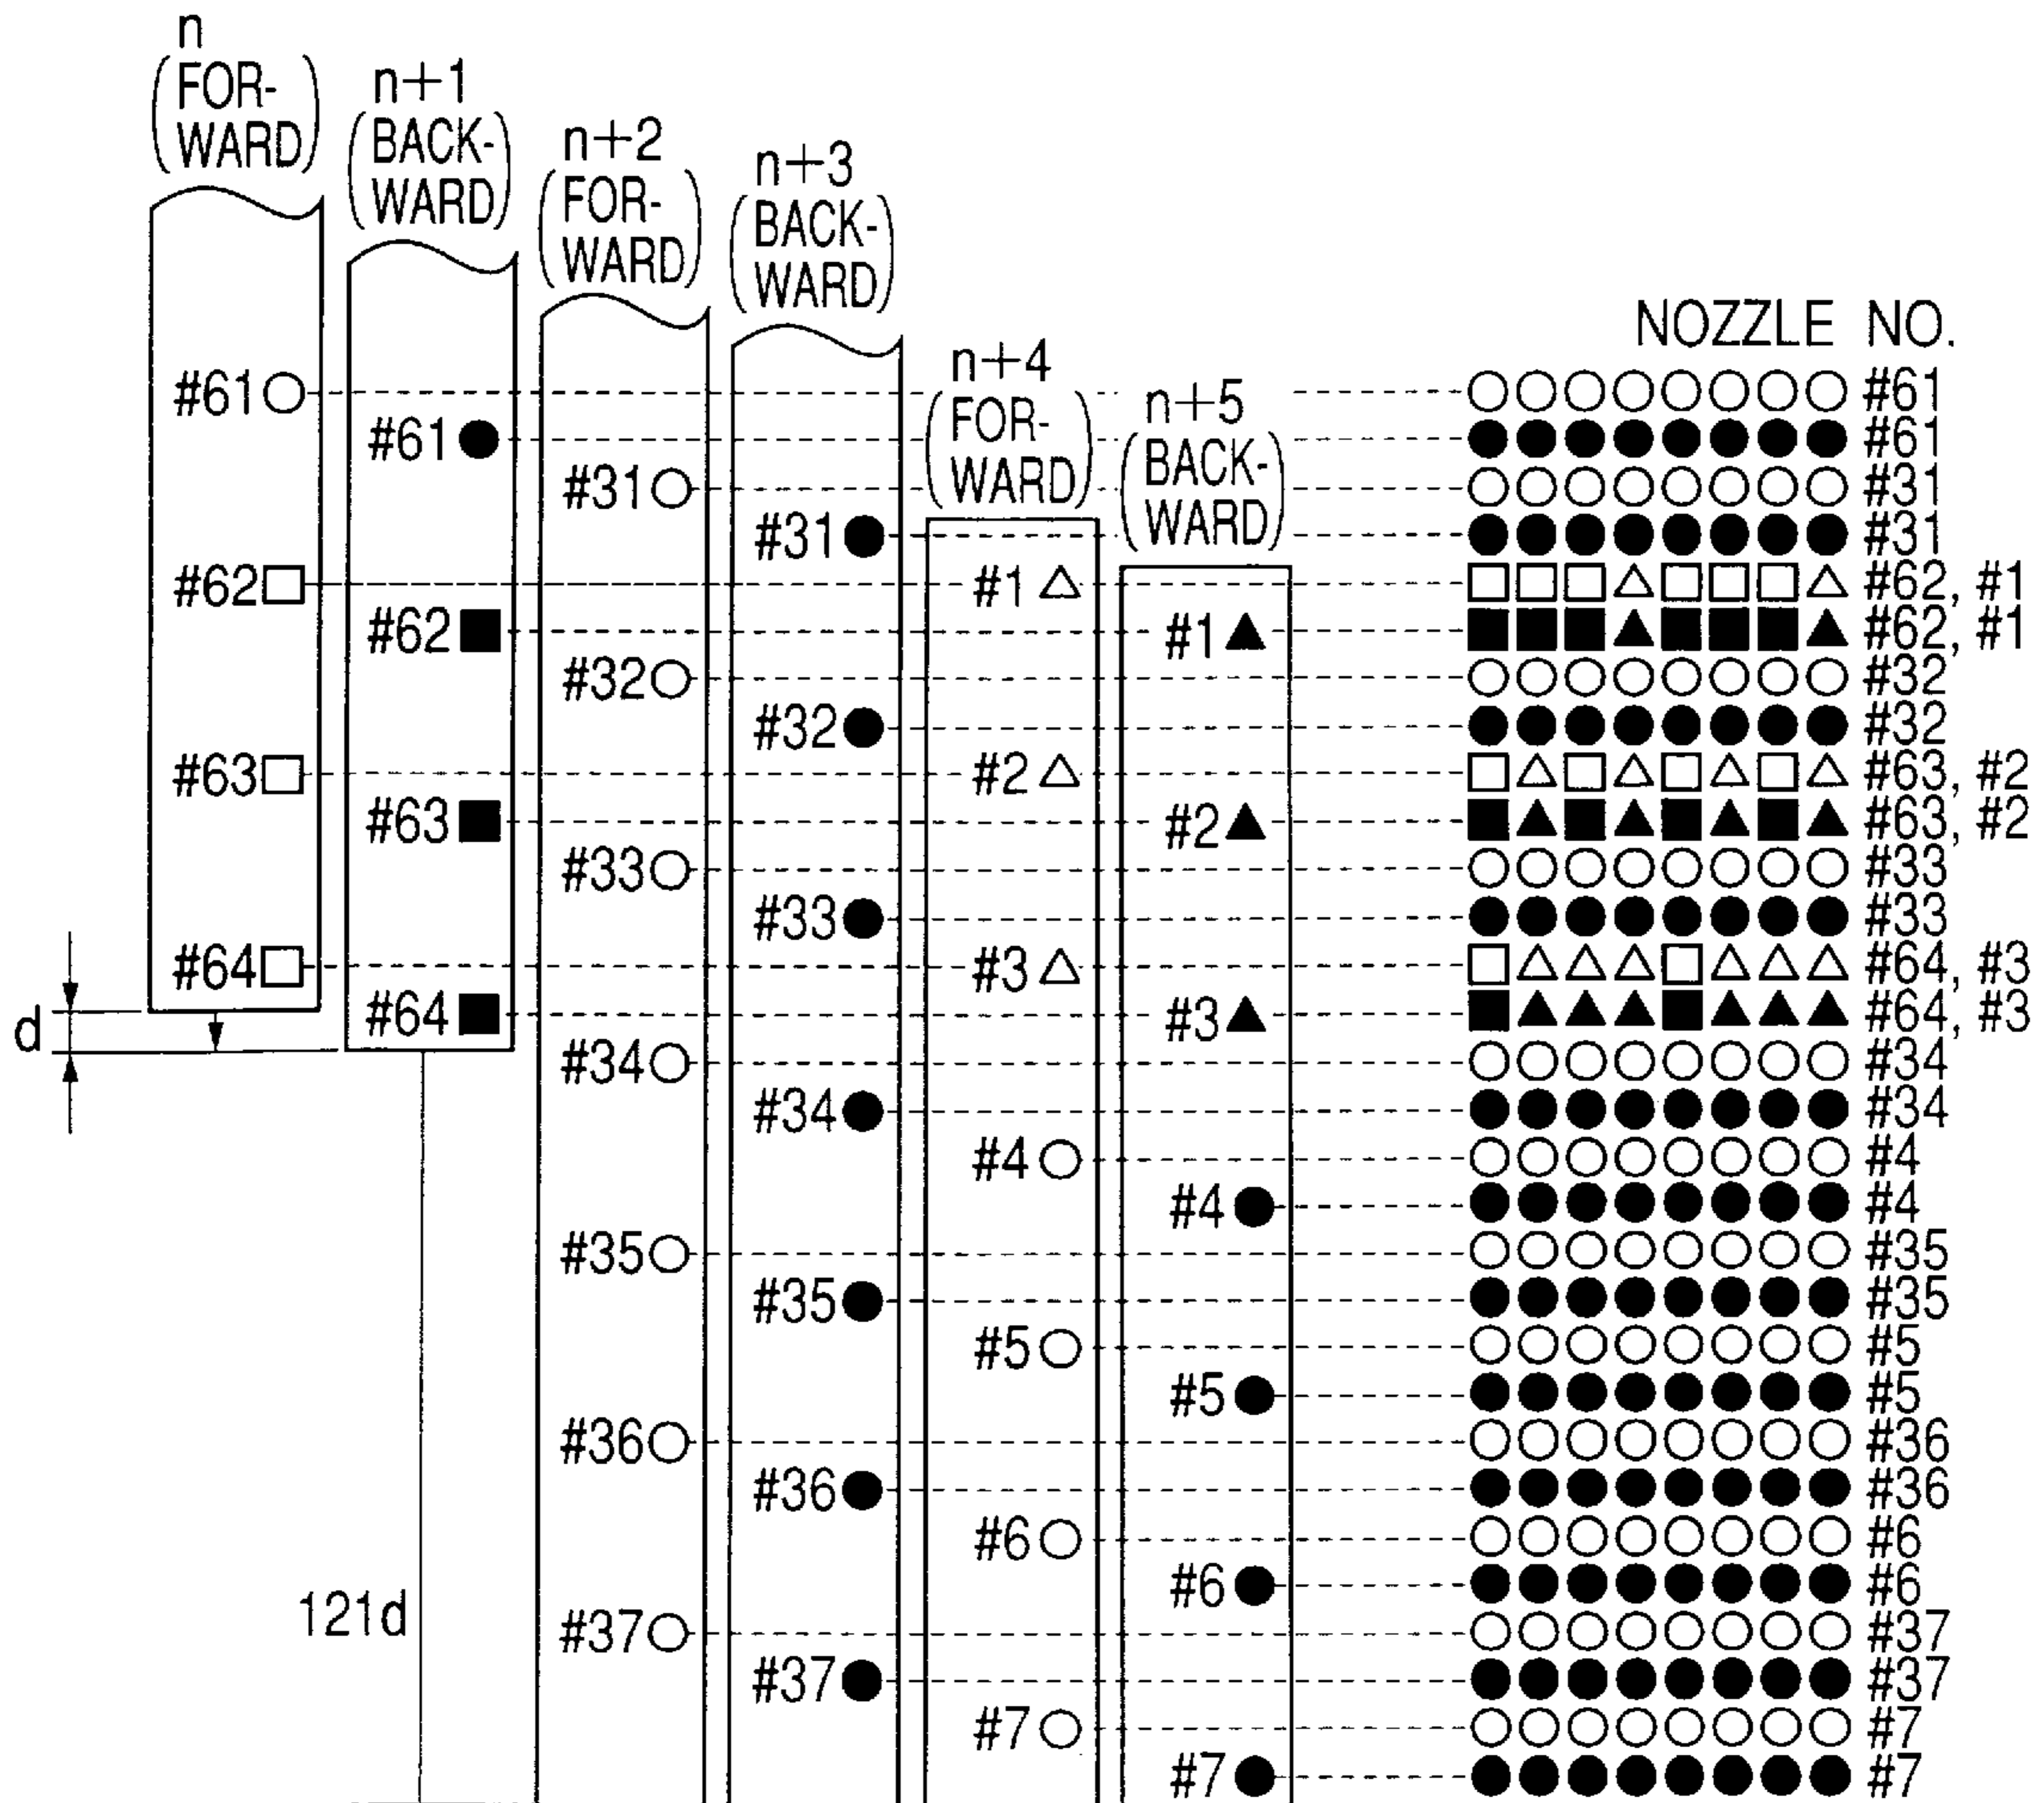 n
(FOR-
WARD)
n+1
(BACK-
WARD)
n+2
(FOR-
WARD)
n+3
(BACK-
WARD)
n+4
(FOR-
WARD)
n+5
(BACK-
WARD)
NOZZLE NO.
#61 #61
#61 #61
#31 #31
#31 #31
#62 #1 #62, #1
#62 #1 #62, #1
#32 #32
#32 #32
#63 #2 #63, #2
#63 #2 #63, #2
#33 #33
#33 #33
#64 #3 #64, #3
d #64 #3 #64, #3
#34 #34
#34 #34
#4 #4
#4 #4
#35 #35
#35 #35
#5 #5
#5 #5
#36 #36
#36 #36
#6 #6
#6 #6
121d #37 #37
#37 #37
#7 #7
#7 #7